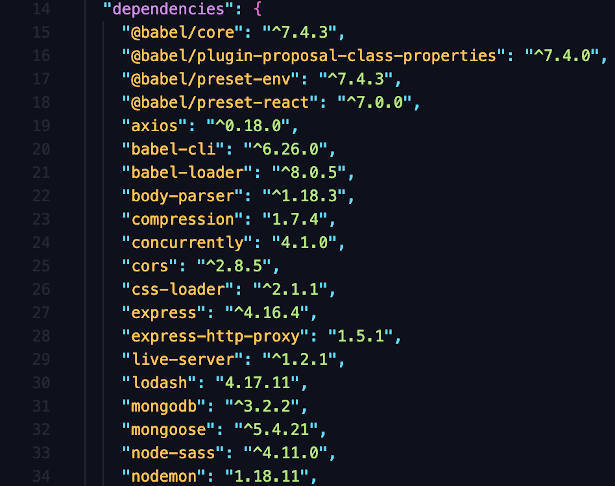 14 "dependencies": {
15 "@babel/core": "^7.4.3",
16 "@babel/plugin-proposal-class-properties": "^7.4.0",
17 "@babel/preset-env": "^7.4.3",
18 "@babel/preset-react": "^7.0.0",
19 "axios": "^0.18.0",
20 "babel-cli": "^6.26.0",
21 "babel-loader": "^8.0.5",
22 "body-parser": "^1.18.3",
23 "compression": "1.7.4",
24 "concurrently": "4.1.0",
25 "cors": "^2.8.5",
26 "css-loader": "^2.1.1",
27 "express": "^4.16.4",
28 "express-http-proxy": "1.5.1",
29 "live-server": "^1.2.1",
30 "lodash": "4.17.11",
31 "mongodb": "^3.2.2",
32 "mongoose": "^5.4.21",
33 "node-sass": "^4.11.0",
34 "nodemon": "1.18.11",